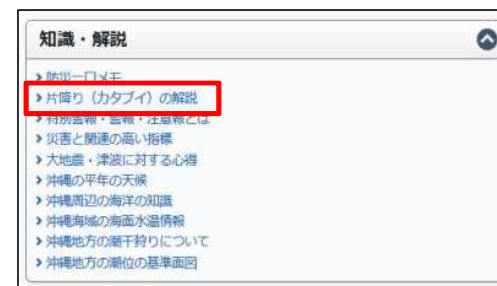 知識・解説
防災一口メモ
片降り（カタブイ）の解説
特別警報・警報・注意報とは
災害と関連の高い指標
大地震・津波に対する心得
沖縄の平年の天候
沖縄周辺の海洋の知識
沖縄海域の海面水温情報
沖縄地方の潮干狩りについて
沖縄地方の潮位の基準面図